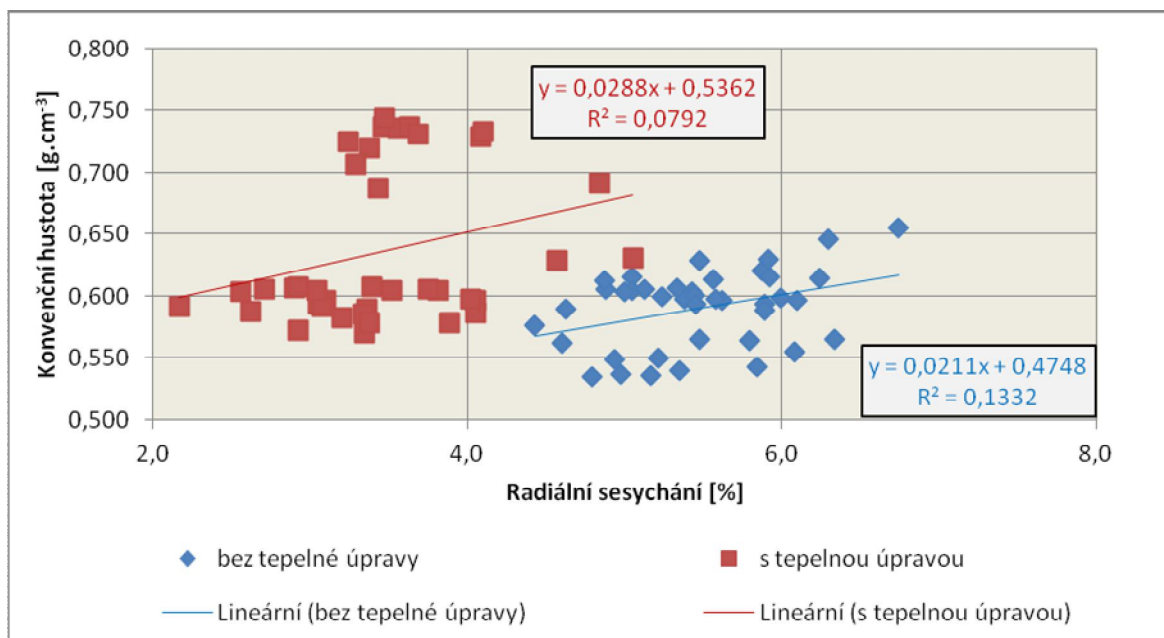 0,800
y = 0,0288x + 0,5362
R² = 0,0792
0,750
0,700
0,650
0,600
0,550
0,500
Konvenční hustota [g.cm⁻³]
y = 0,0211x + 0,4748
R² = 0,1332
2,0 4,0 6,0 8,0
Radiální sesychání [%]
bez tepelné úpravy s tepelnou úpravou
Lineární (bez tepelné úpravy) Lineární (s tepelnou úpravou)